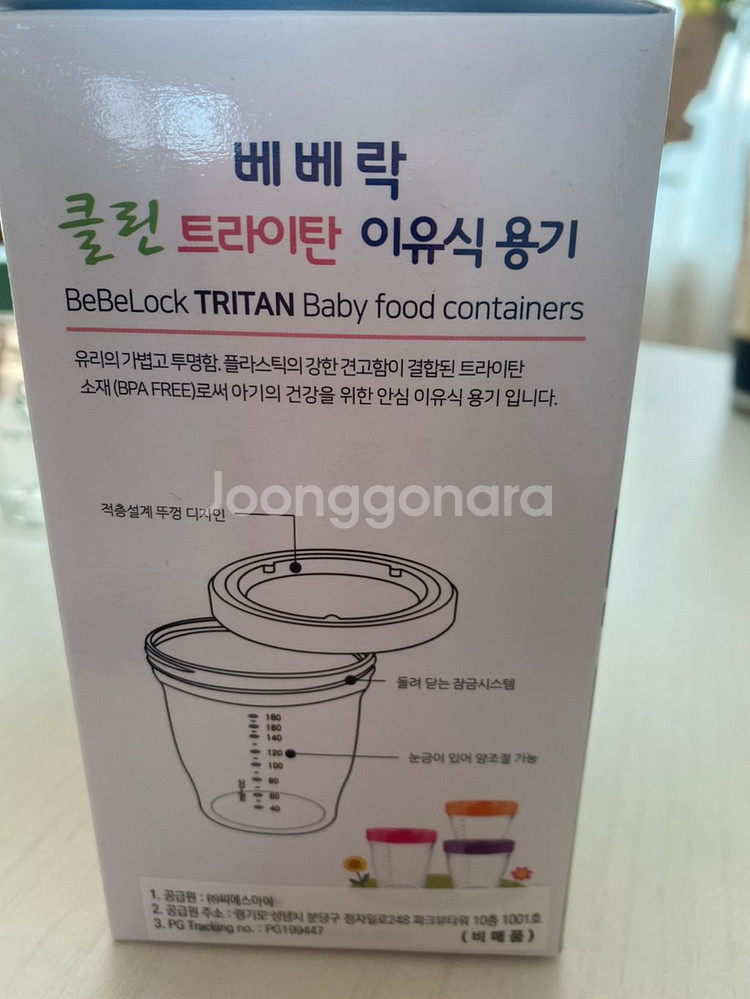 베베락
클린 트라이탄 이유식 용기
BeBeLock TRITAN Baby food containers
유리의 가볍고 투명함. 플라스틱의 강한 견고함이 결합된 트라이탄
소재(BPA FREE)로써 아기의 건강을 위한 안심 이유식 용기 입니다.
Joonggonara
적층설계 뚜껑 디자인
돌려 닫는 잠금시스템
180
160
140
120
눈금이 있어 양조절 가능
100
80
60
40
1. 공급원 : ㈜씨에스아이
2. 공급원 주소 : 경기도 성남시 분당구 정자일로248 파크뷰타워 10층 1001호
3. PG Tracking no. : PG199447
(비매품)